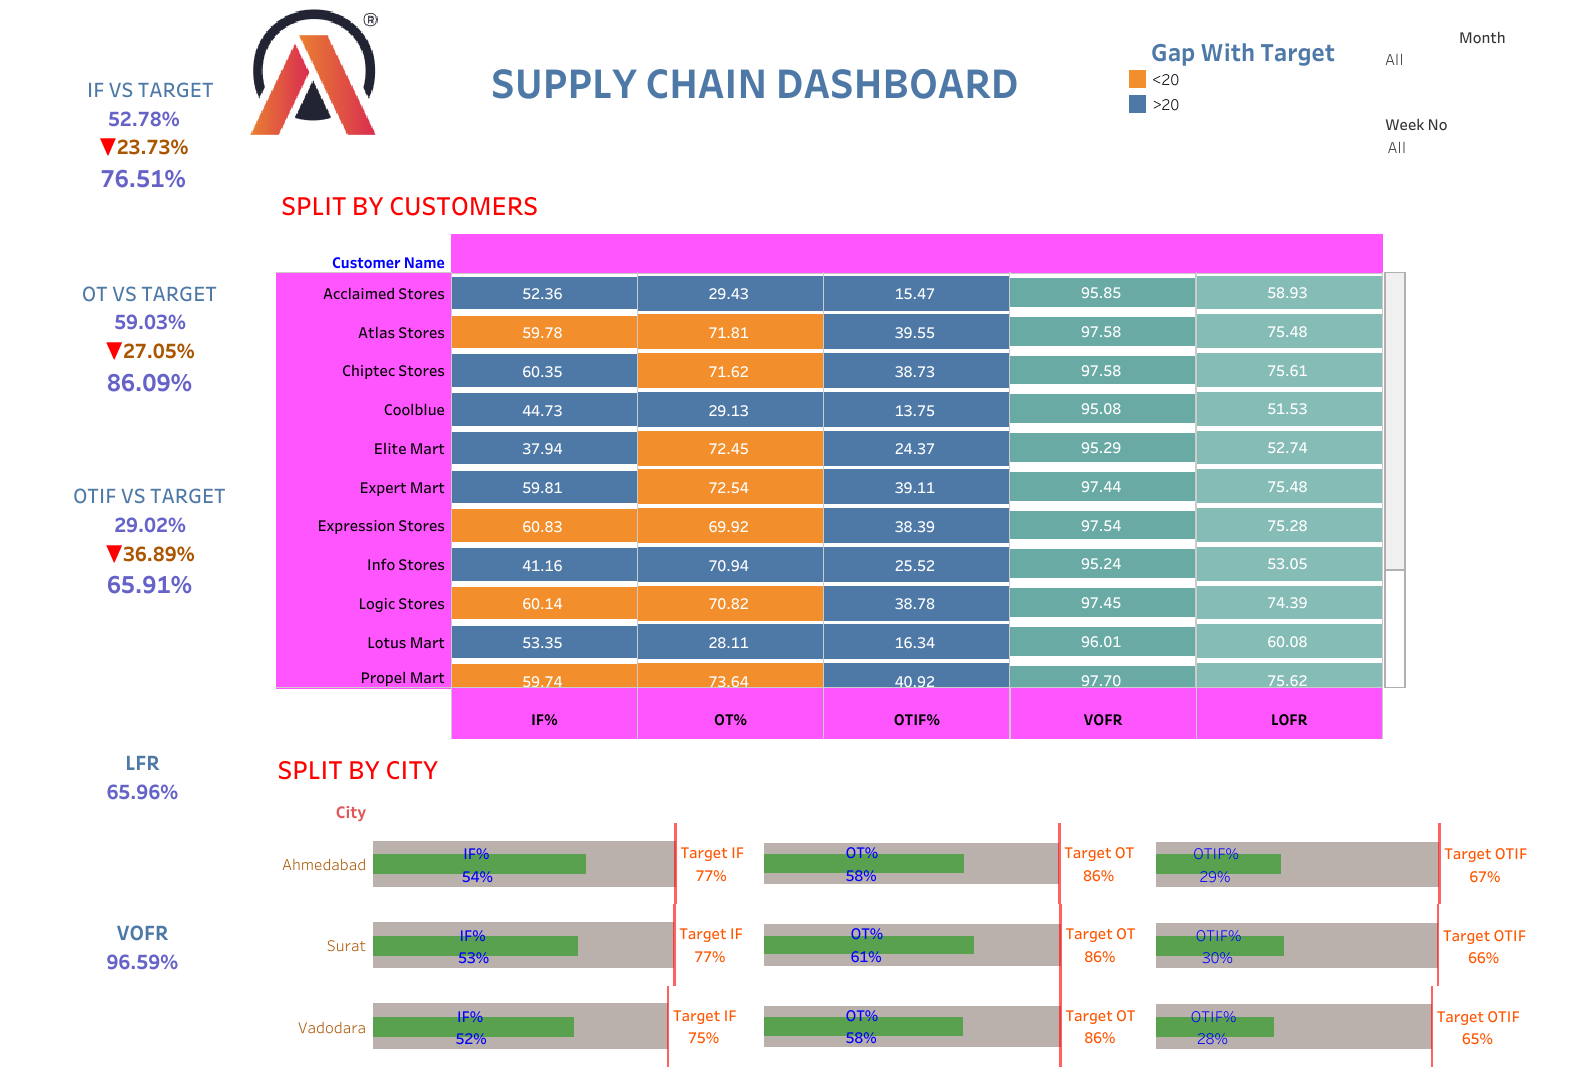 IF VS TARGET
52.78%
▼23.73%
76.51%
®
SUPPLY CHAIN DASHBOARD
Gap With Target
<20
>20
Month
All
Week No
All
OT VS TARGET
59.03%
▼27.05%
86.09%
OTIF VS TARGET
29.02%
▼36.89%
65.91%
LFR
65.96%
VOFR
96.59%
SPLIT BY CUSTOMERS
Customer Name
Acclaimed Stores 52.36 29.43 15.47 95.85 58.93
Atlas Stores 59.78 71.81 39.55 97.58 75.48
Chiptec Stores 60.35 71.62 38.73 97.58 75.61
Coolblue 44.73 29.13 13.75 95.08 51.53
Elite Mart 37.94 72.45 24.37 95.29 52.74
Expert Mart 59.81 72.54 39.11 97.44 75.48
Expression Stores 60.83 69.92 38.39 97.54 75.28
Info Stores 41.16 70.94 25.52 95.24 53.05
Logic Stores 60.14 70.82 38.78 97.45 74.39
Lotus Mart 53.35 28.11 16.34 96.01 60.08
Propel Mart 59.74 73.64 40.92 97.70 75.62
IF% OT% OTIF% VOFR LOFR
SPLIT BY CITY
City
Ahmedabad
IF% Target IF OT% Target OT OTIF% Target OTIF
54% 77% 58% 86% 29% 67%
Surat
IF% Target IF OT% Target OT OTIF% Target OTIF
53% 77% 61% 86% 30% 66%
Vadodara
IF% Target IF OT% Target OT OTIF% Target OTIF
52% 75% 58% 86% 28% 65%